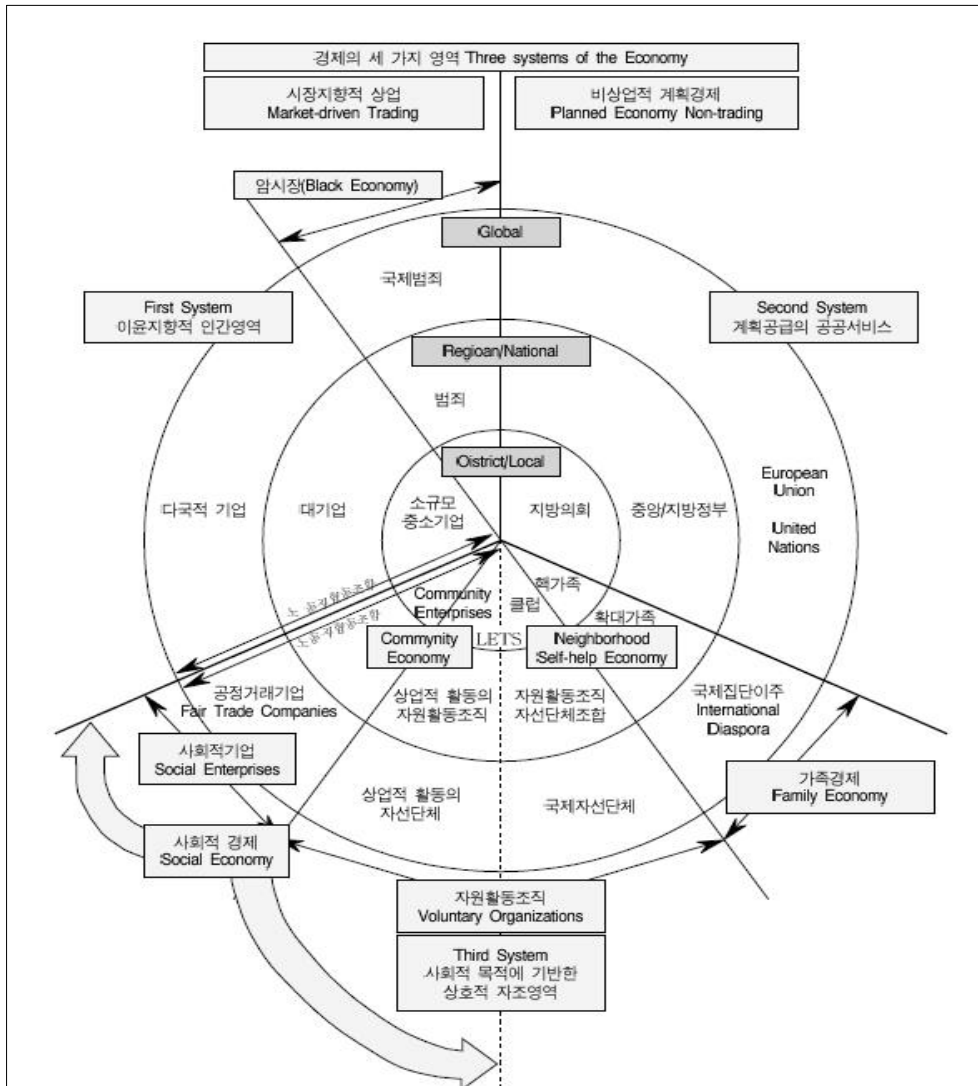 경제의 세 가지 영역 Three systems of the Economy
시장지향적 상업
Market-driven Trading
비상업적 계획경제
Planned Economy Non-trading
암시장(Black Economy)
Global
국제범죄
First System
이윤지향적 인간영역
Second System
계획공급의 공공서비스
Regioan/National
범죄
District/Local
소규모
중소기업
지방의회
다국적 기업
대기업
중앙/지방정부
European
Union
United
Nations
핵가족
클럽
확대가족
Community
Enterprises
Commynity
Economy
LETS
Neighborhood
Self-help Economy
공정거래기업
Fair Trade Companies
상업적 활동의
자원활동조직
자원활동조직
자선단체조합
국제집단이주
International
Diaspora
사회적기업
Social Enterprises
상업적 활동의
자선단체
국제자선단체
가족경제
Family Economy
사회적 경제
Social Economy
자원활동조직
Voluntary Organizations
Third System
사회적 목적에 기반한
상호적 자조영역